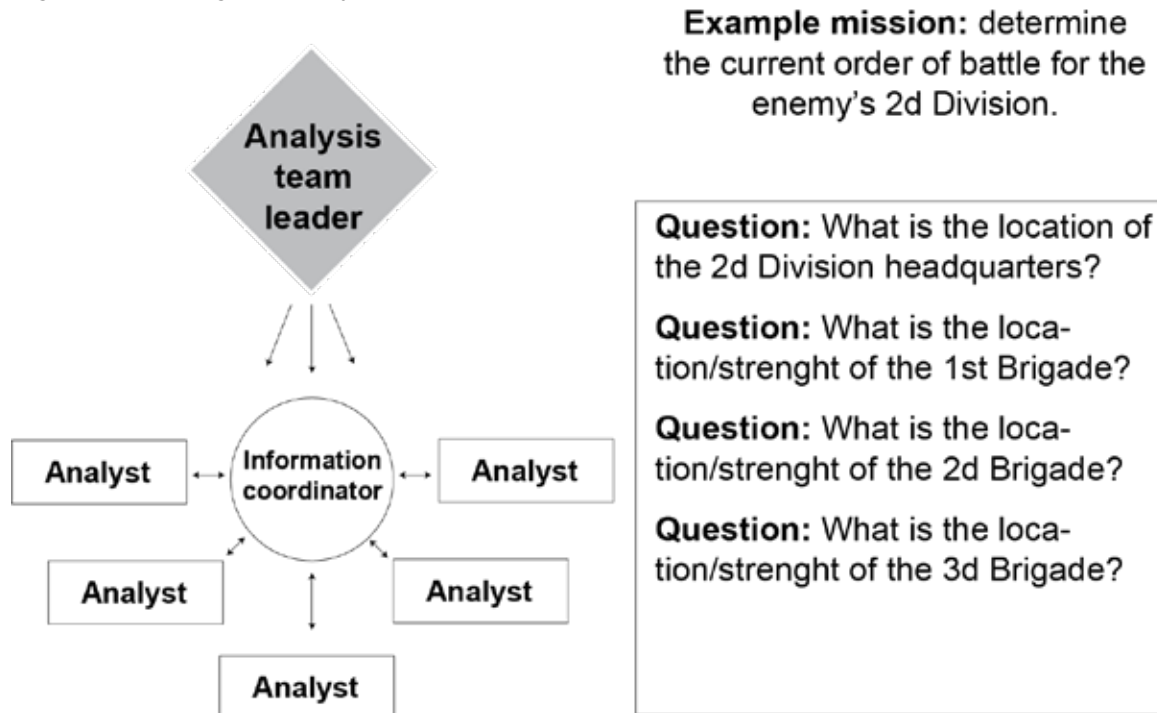 Example mission: determine
the current order of battle for the
enemy's 2d Division.
Analysis
team
leader
Information
coordinator
Analyst
Analyst
Analyst
Analyst
Analyst
Question: What is the location of
the 2d Division headquarters?
Question: What is the loca-
tion/strenght of the 1st Brigade?
Question: What is the loca-
tion/strenght of the 2d Brigade?
Question: What is the loca-
tion/strenght of the 3d Brigade?